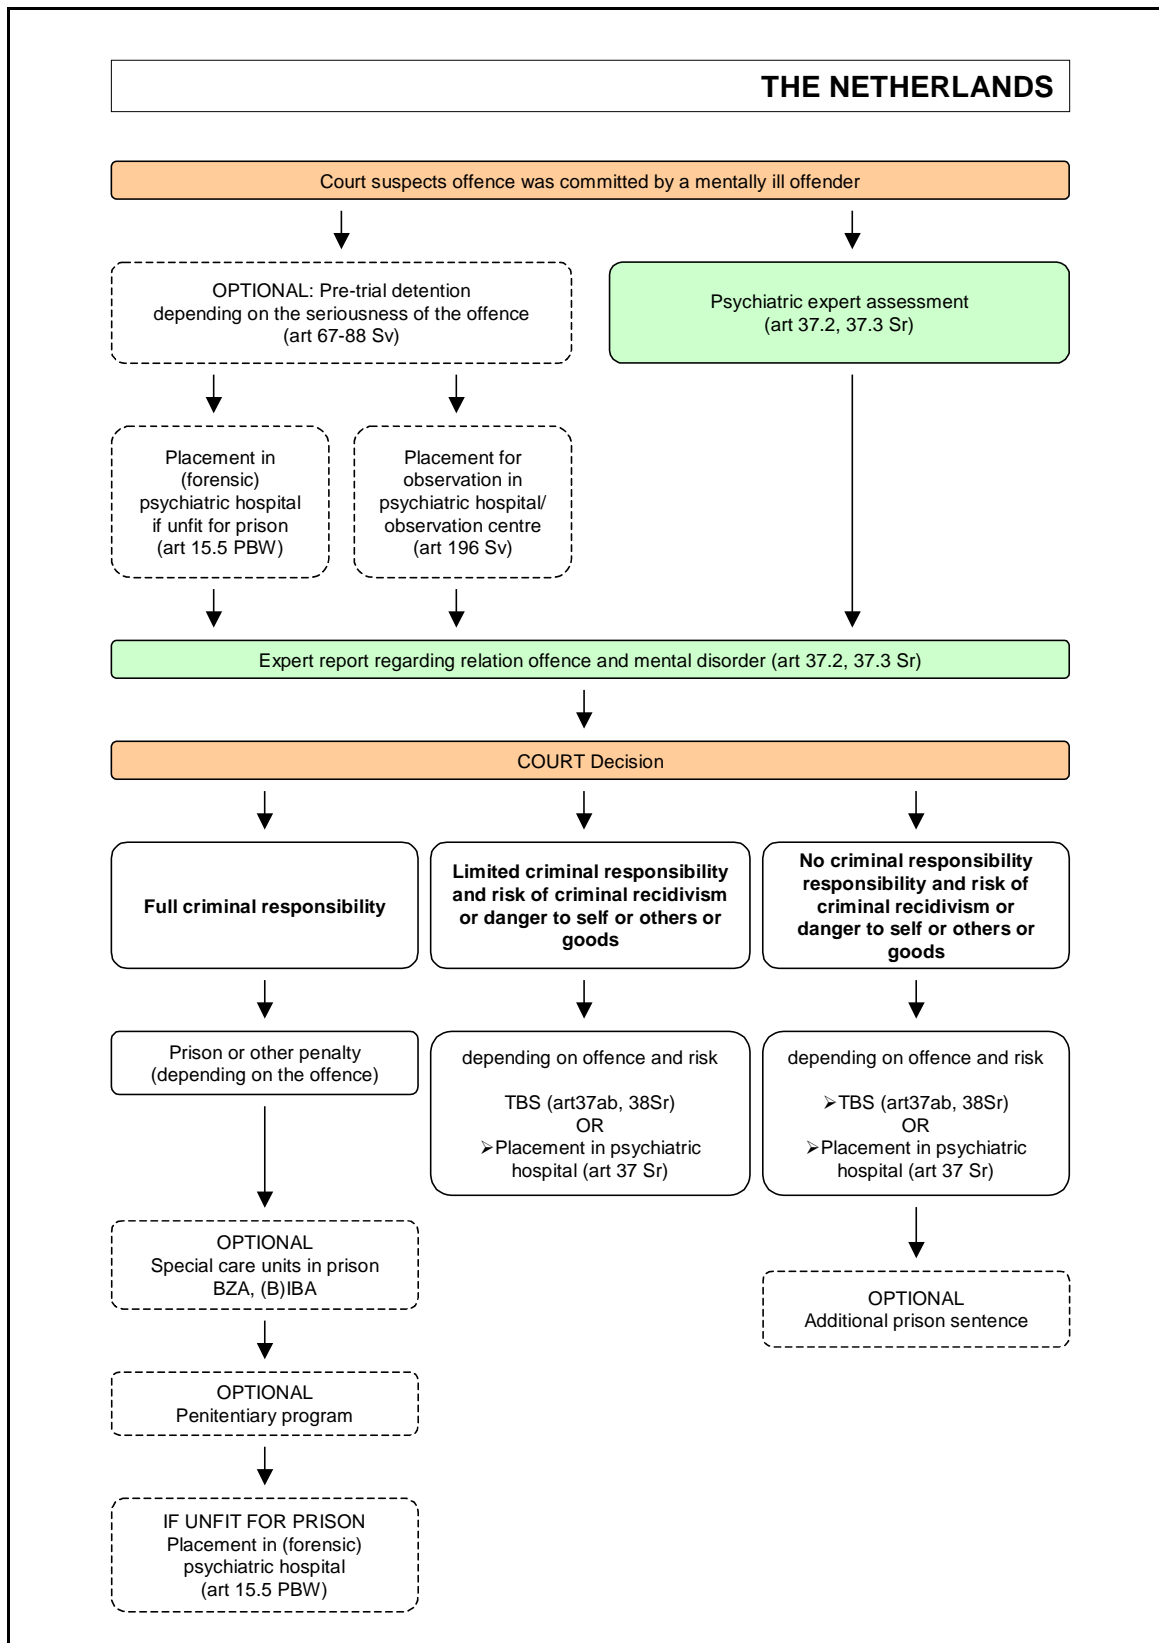 THE NETHERLANDS
Court suspects offence was committed by a mentally ill offender
OPTIONAL: Pre-trial detention
depending on the seriousness of the offence
(art 67-88 Sv)
Psychiatric expert assessment
(art 37.2, 37.3 Sr)
Placement in
(forensic)
psychiatric hospital
if unfit for prison
(art 15.5 PBW)
Placement for
observation in
psychiatric hospital/
observation centre
(art 196 Sv)
Expert report regarding relation offence and mental disorder (art 37.2, 37.3 Sr)
COURT Decision
Full criminal responsibility
Limited criminal responsibility
and risk of criminal recidivism
or danger to self or others or
goods
No criminal responsibility
responsibility and risk of
criminal recidivism or
danger to self or others or
goods
Prison or other penalty
(depending on the offence)
depending on offence and risk
TBS (art37ab, 38Sr)
OR
➢Placement in psychiatric
hospital (art 37 Sr)
depending on offence and risk
➢TBS (art37ab, 38Sr)
OR
➢Placement in psychiatric
hospital (art 37 Sr)
OPTIONAL
Special care units in prison
BZA, (B)IBA
OPTIONAL
Additional prison sentence
OPTIONAL
Penitentiary program
IF UNFIT FOR PRISON
Placement in (forensic)
psychiatric hospital
(art 15.5 PBW)